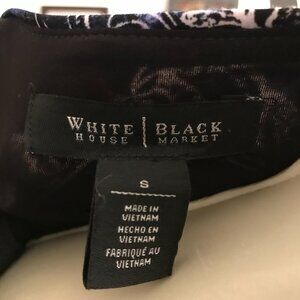 WHITE | BLACK
HOUSE | MARKET
S
MADE IN
VIETNAM
HECHO EN
VIETNAM
FABRIQUÉ AU
VIETNAM